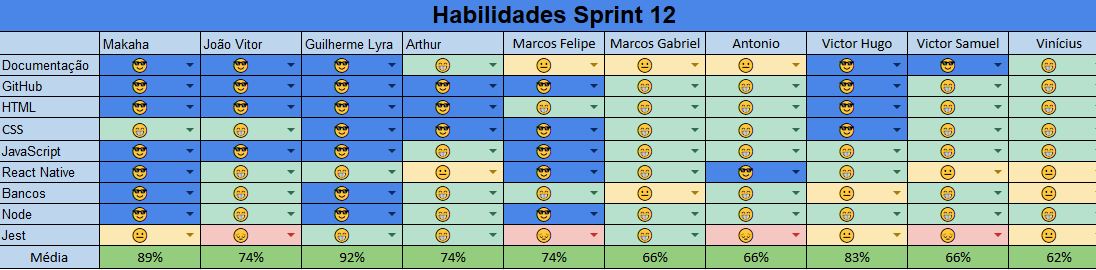 Habilidades Sprint 12
Makaha João Vitor Guilherme Lyra Arthur Marcos Felipe Marcos Gabriel Antonio Victor Hugo Victor Samuel Vinícius
Documentação
GitHub
HTML
CSS
JavaScript
React Native
Bancos
Node
Jest
Média 89% 74% 92% 74% 74% 66% 66% 83% 66% 62%